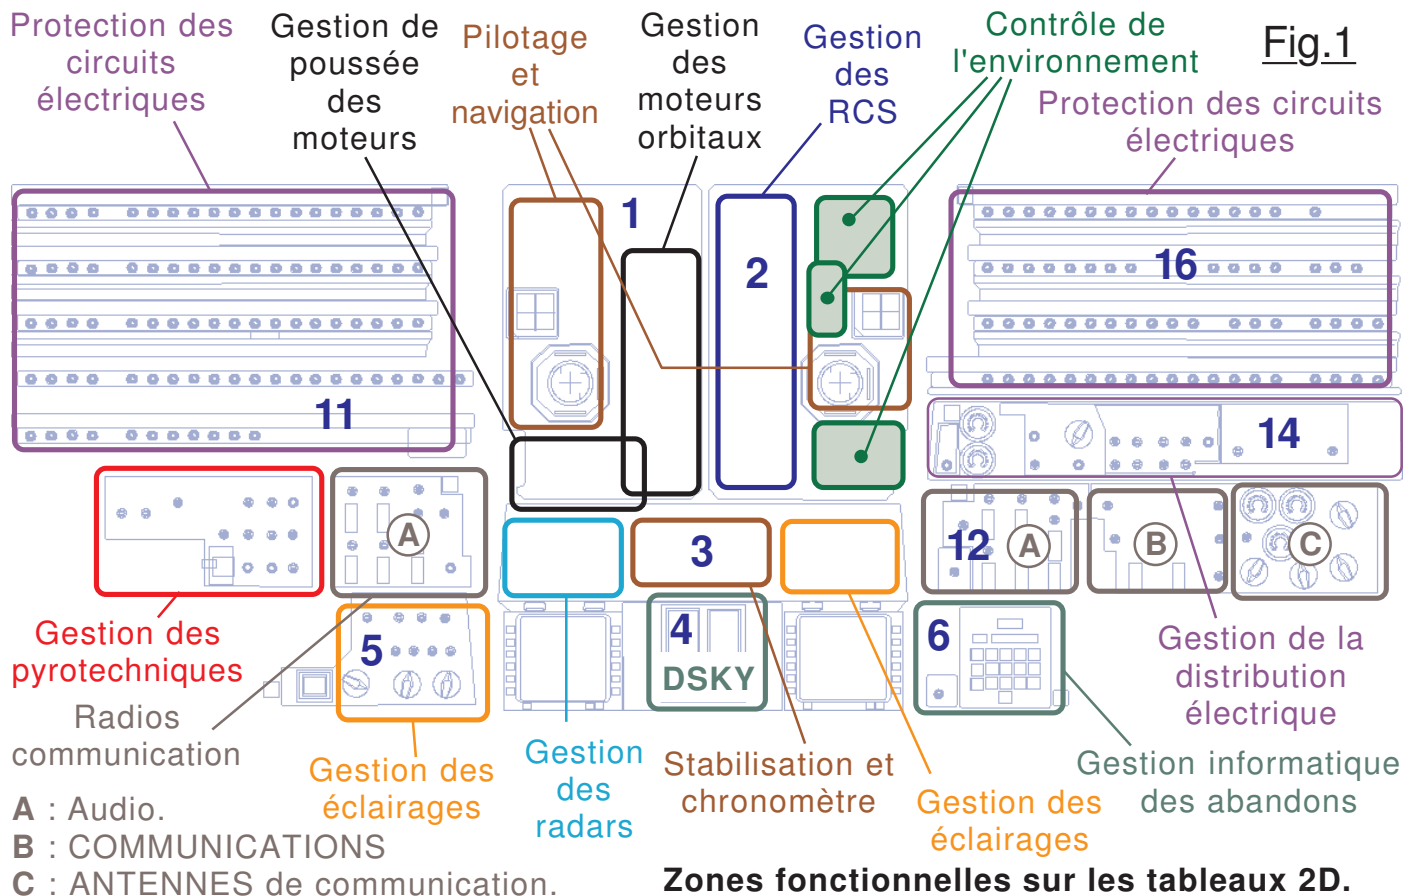 Protection des
circuits
électriques
Gestion de
poussée
des
moteurs
Pilotage
et
navigation
Gestion
des
moteurs
orbitaux
Gestion
des
RCS
Contrôle de
l'environnement
Fig.1
Protection des circuits
électriques
1
2
16
11
14
A
12
A
B
C
3
4
DSKY
5
6
Gestion des
pyrotechniques
Radios
communication
Gestion des
éclairages
Gestion
des
radars
Stabilisation et
chronomètre
Gestion des
éclairages
Gestion de la
distribution
électrique
Gestion informatique
des abandons
A : Audio.
B : COMMUNICATIONS
C : ANTENNES de communication.
Zones fonctionnelles sur les tableaux 2D.